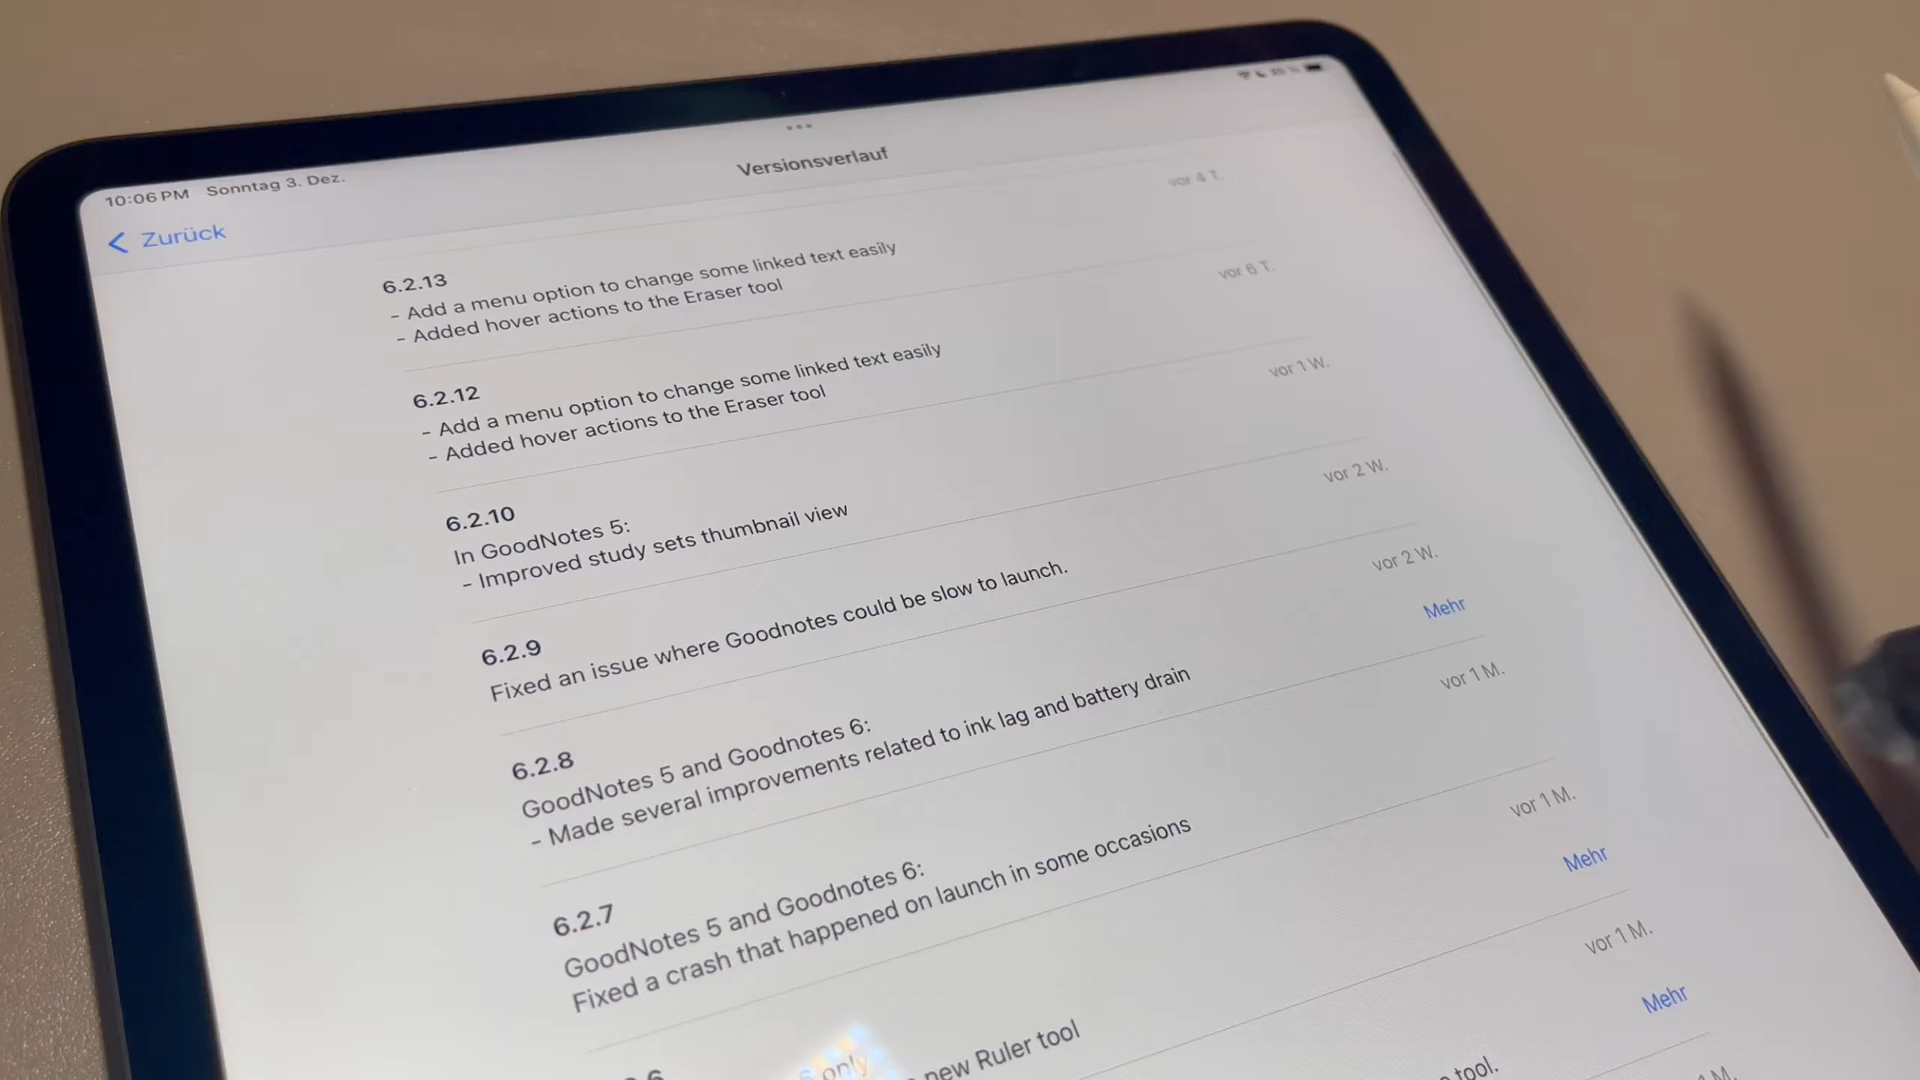 10:06 PM Sonntag 3. Dez.
Versionsverlauf
Zurück
vor 4 T.
6.2.13
- Add a menu option to change some linked text easily
- Added hover actions to the Eraser tool
vor 6 T.
6.2.12
- Add a menu option to change some linked text easily
- Added hover actions to the Eraser tool
vor 1 W.
6.2.10
In GoodNotes 5:
- Improved study sets thumbnail view
vor 2 W.
6.2.9
Fixed an issue where Goodnotes could be slow to launch.
vor 2 W.
6.2.8
GoodNotes 5 and Goodnotes 6:
- Made several improvements related to ink lag and battery drain
Mehr
vor 1 M.
6.2.7
GoodNotes 5 and Goodnotes 6:
Fixed a crash that happened on launch in some occasions
vor 1 M.
Mehr
vor 1 M.
6 only
new Ruler tool
Mehr
tool.
1 M.